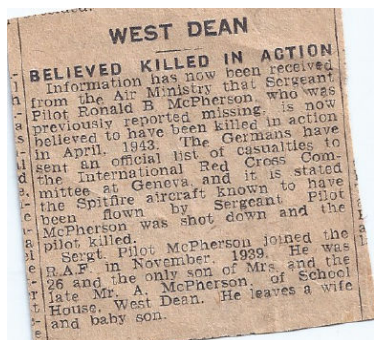 WEST DEAN
BELIEVED KILLED IN ACTION
Information has now been received
from the Air Ministry that Sergeant
Pilot Ronald B McPherson, who was
previously reported missing, is now
believed to have been killed in action
in April, 1943. The Germans have
sent an official list of casualties to
the International Red Cross Com-
mittee at Geneva, and it is stated
the Spitfire aircraft known to have
been flown by Sergeant Pilot
McPherson was shot down and the
pilot killed.
Sergt. Pilot McPherson joined the
R.A.F. in November. 1939. He was
26 and the only son of Mrs. and the
late Mr. A. McPherson, of School
House, West Dean. He leaves a wife
and baby son.